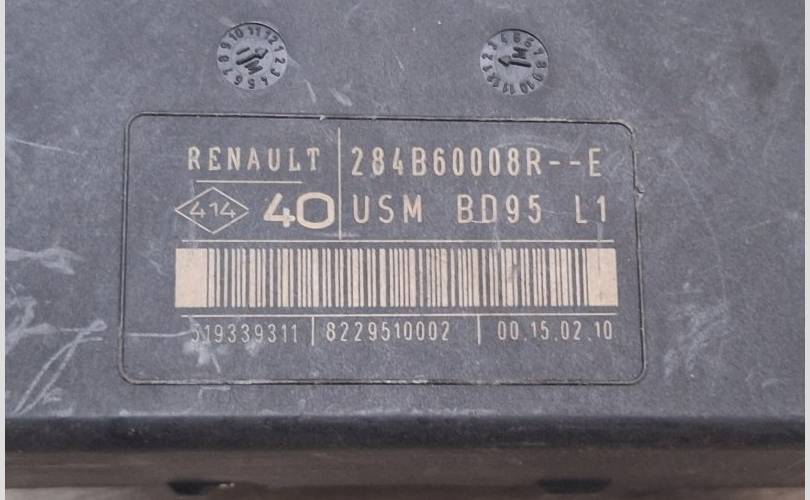 RENAULT 284B60008R--E
414 40 USM BD95 L1
519339311 8229510002 00.15.02.10